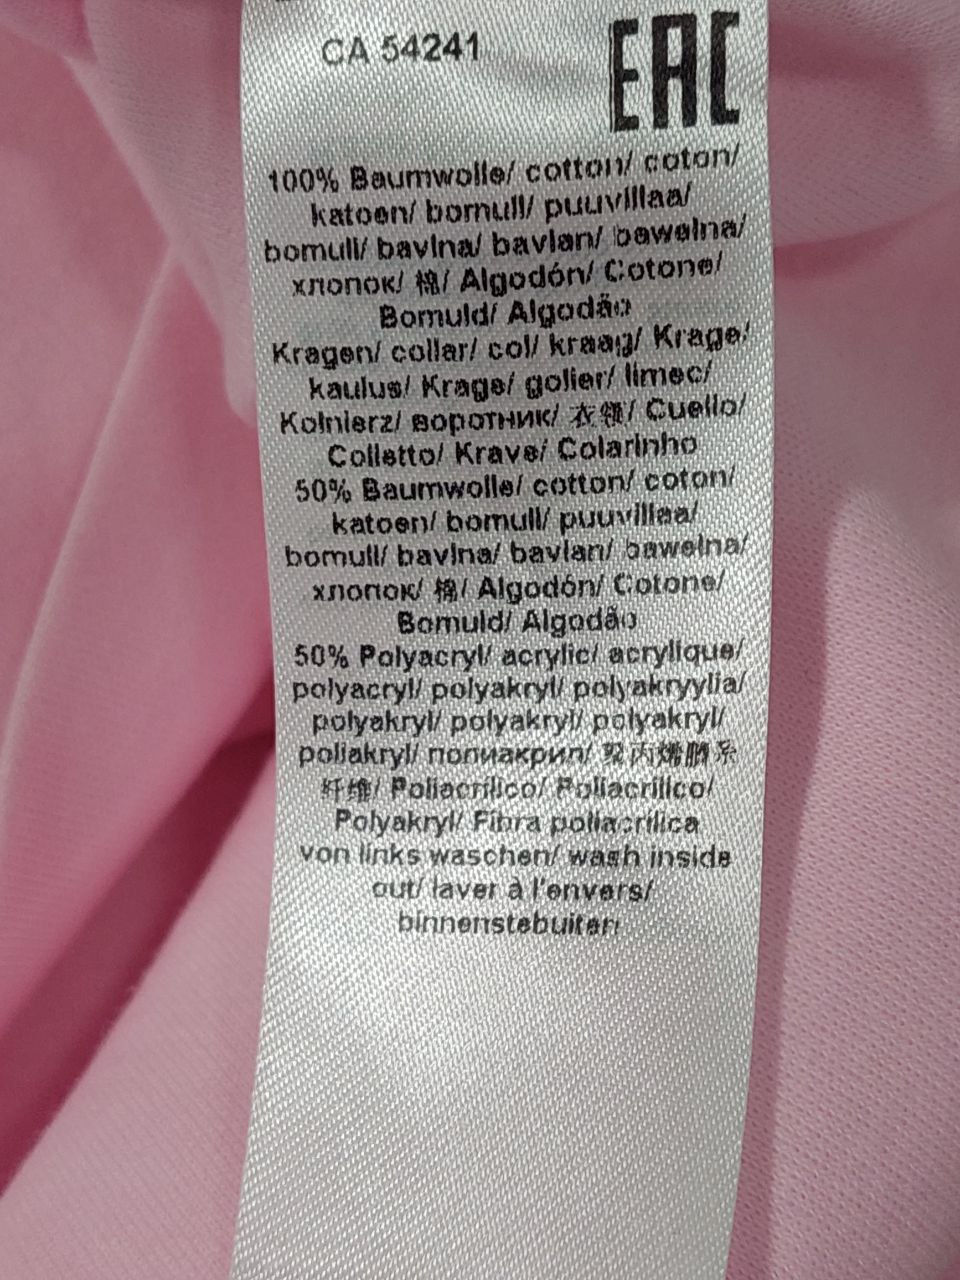 CA 54241
EAC
100% Baumwolle/ cotton/ coton/
katoen/ bomull/ puuvillaa/
bomull/ bavlna/ bavlan/ bawełna/
хлопок/ 棉/ Algodón/ Cotone/
Bomuld/ Algodão
Kragen/ collar/ col/ kraag/ Krage/
kaulus/ Krage/ golier/ límec/
Kołnierz/ воротник/ 衣领/ Cuello/
Colletto/ Krave/ Colarinho
50% Baumwolle/ cotton/ coton/
katoen/ bomull/ puuvillaa/
bomull/ bavlna/ bavlan/ bawełna/
хлопок/ 棉/ Algodón/ Cotone/
Bomuld/ Algodão
50% Polyacryl/ acrylic/ acrylique/
polyacryl/ polyakryl/ polyakryylia/
polyakryl/ polyakryl/ polyakryl/
poliakryl/ полиакрил/ 聚丙烯腈系
纤维/ Poliacrílico/ Poliacrilico/
Polyakryl/ Fibra poliacrílica
von links waschen/ wash inside
out/ laver à l'envers/
binnenstebuiten